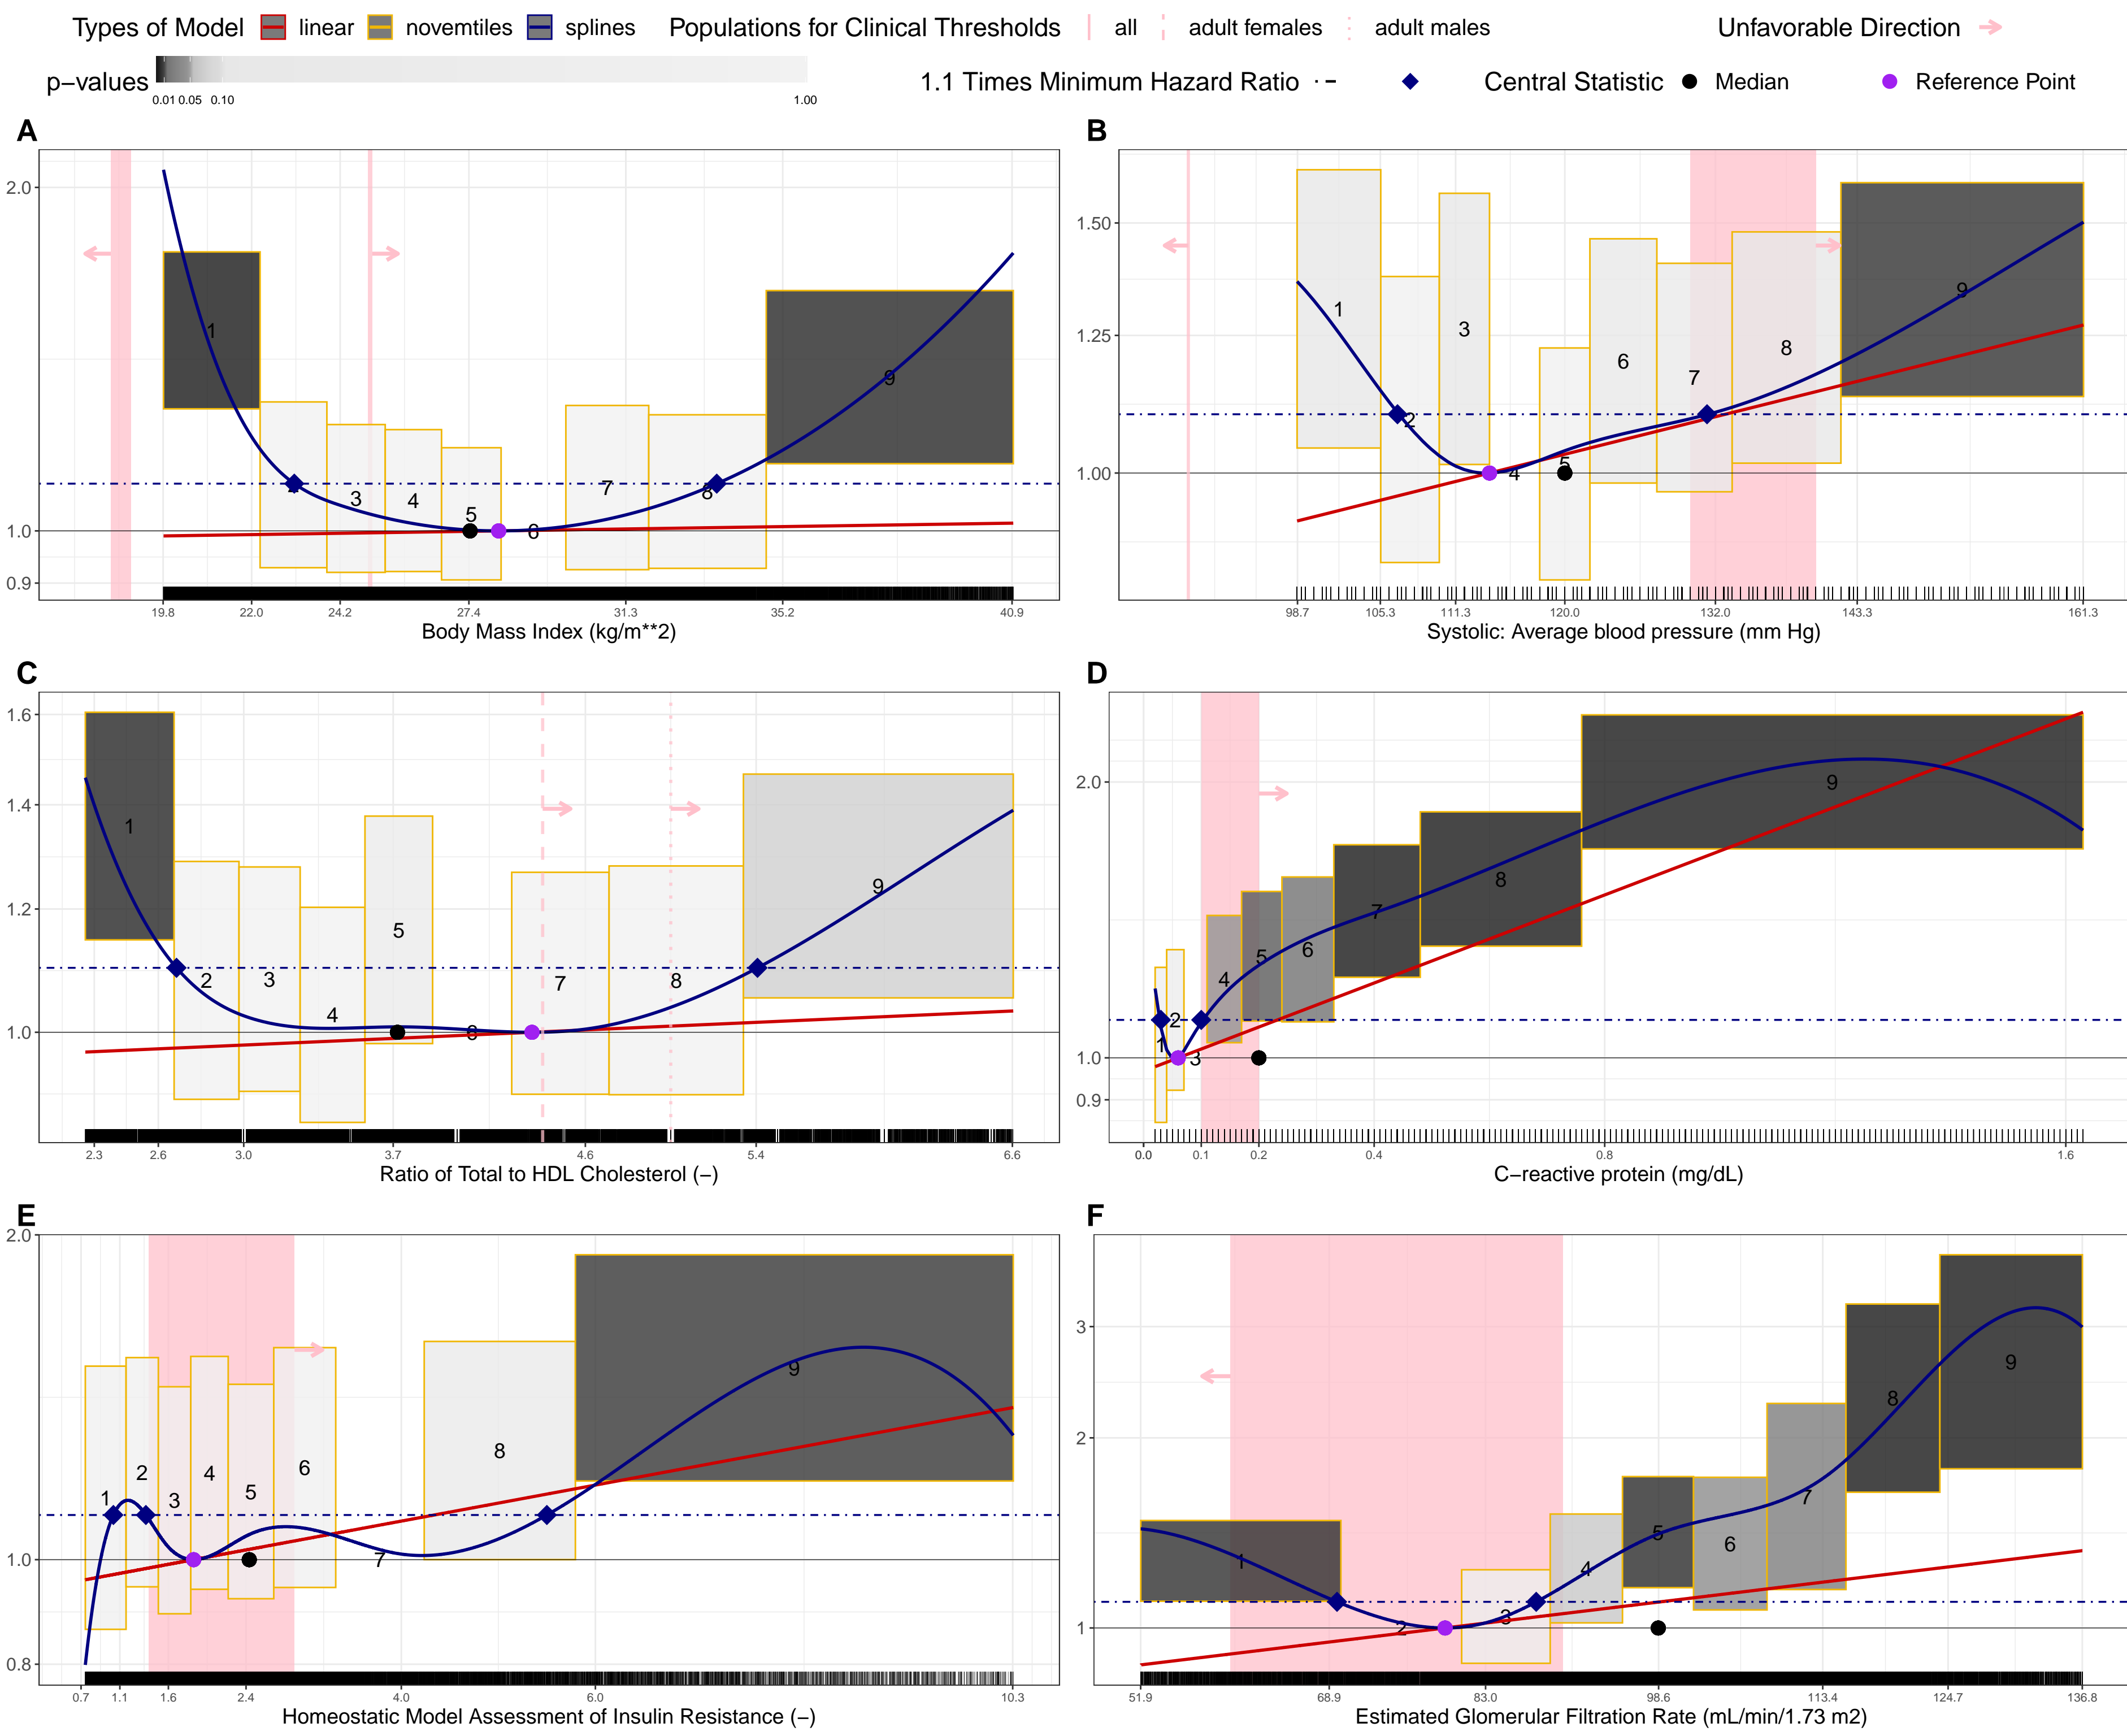 Types of Model linear novemtiles splines Populations for Clinical Thresholds all adult females adult males Unfavorable Direction
p−values 0.01 0.05 0.10 1.00 1.1 Times Minimum Hazard Ratio Central Statistic Median Reference Point
A
2.0
1.0
0.9
1 2 3 4 5 6 7 8 9
19.8 22.0 24.2 27.4 31.3 35.2 40.9
Body Mass Index (kg/m**2)
B
1.50
1.25
1.00
1 2 3 4 5 6 7 8 9
98.7 105.3 111.3 120.0 132.0 143.3 161.3
Systolic: Average blood pressure (mm Hg)
C
1.6
1.4
1.2
1.0
1 2 3 4 5 6 7 8 9
2.3 2.6 3.0 3.7 4.6 5.4 6.6
Ratio of Total to HDL Cholesterol (−)
D
2.0
1.0
0.9
1 2 3 4 5 6 7 8 9
0.0 0.1 0.2 0.4 0.8 1.6
C−reactive protein (mg/dL)
E
2.0
1.0
0.8
1 2 3 4 5 6 7 8 9
0.7 1.1 1.6 2.4 4.0 6.0 10.3
Homeostatic Model Assessment of Insulin Resistance (−)
F
3
2
1
1 2 3 4 5 6 7 8 9
51.9 68.9 83.0 98.6 113.4 124.7 136.8
Estimated Glomerular Filtration Rate (mL/min/1.73 m2)